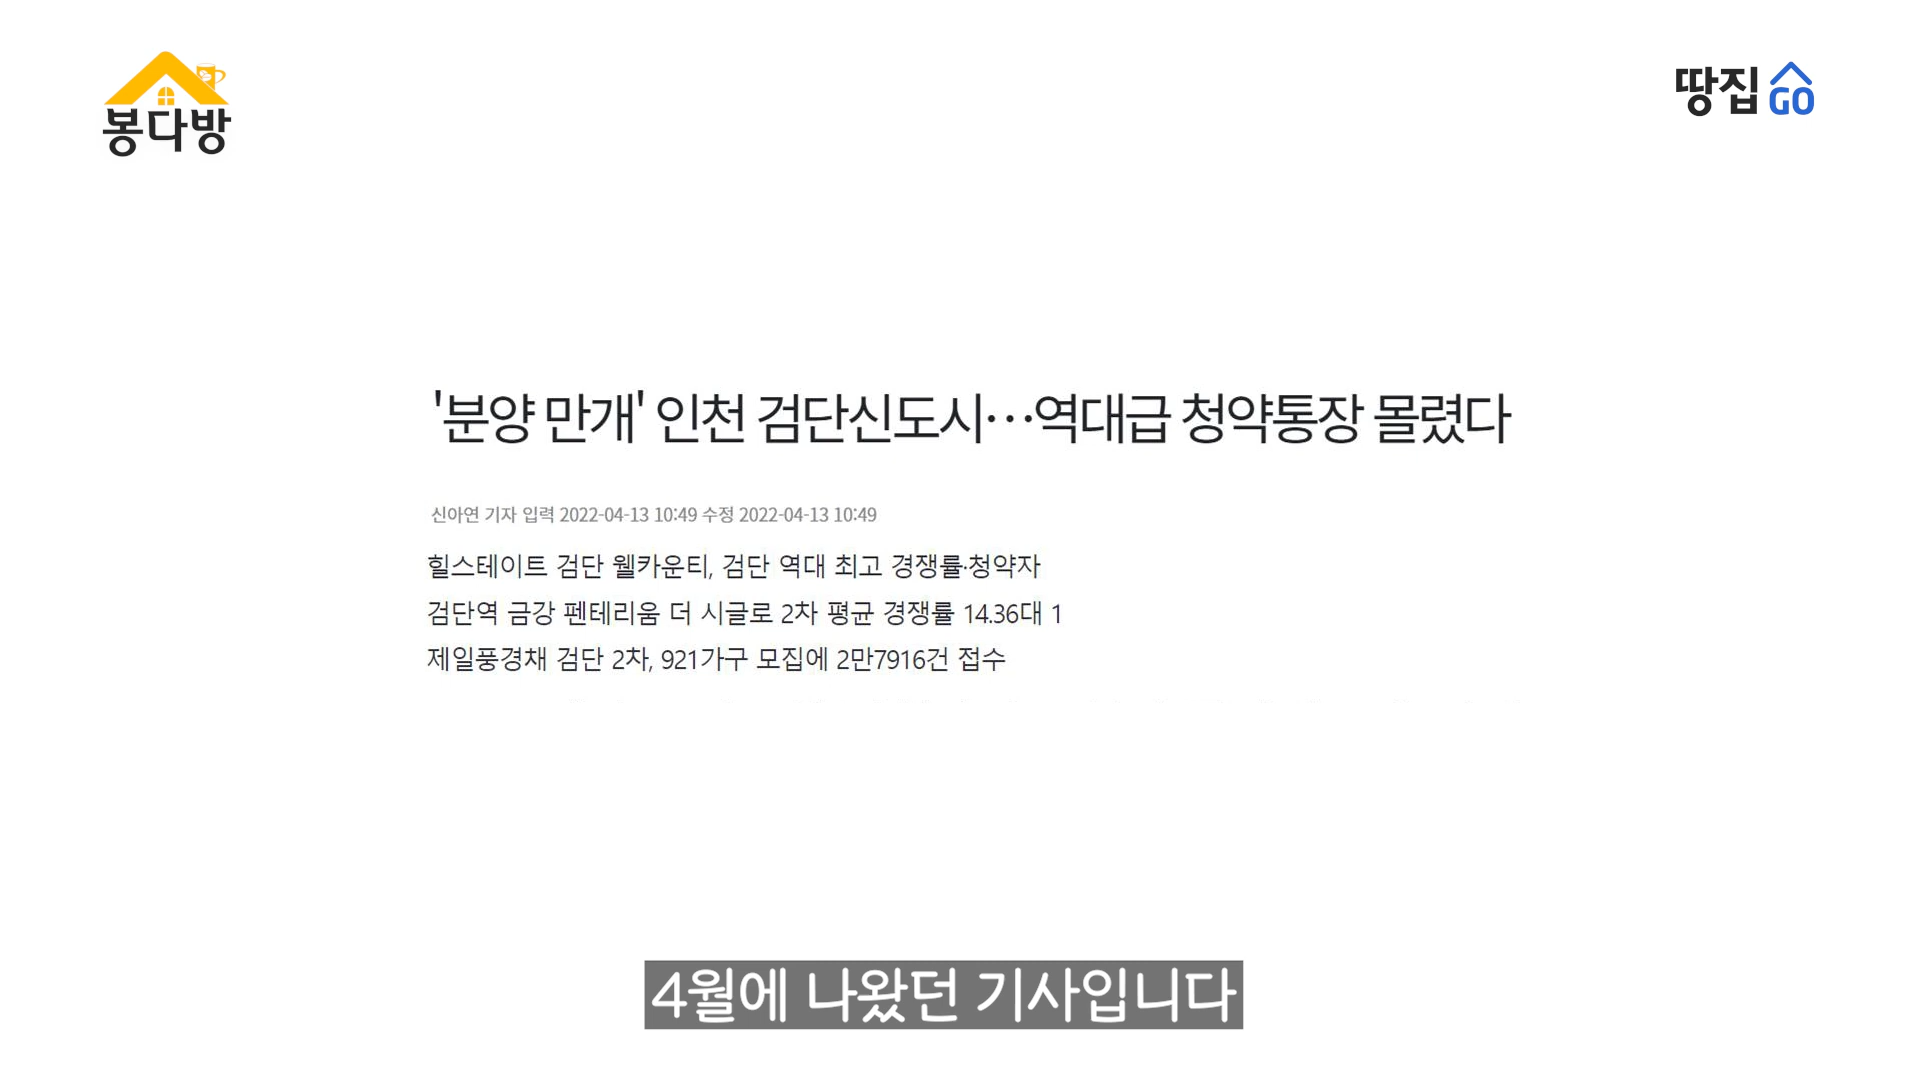 봉다방
땅집GO
'분양 만개' 인천 검단신도시…역대급 청약통장 몰렸다
신아연 기자 입력 2022-04-13 10:49 수정 2022-04-13 10:49
힐스테이트 검단 웰카운티, 검단 역대 최고 경쟁률·청약자
검단역 금강 펜테리움 더 시글로 2차 평균 경쟁률 14.36대 1
제일풍경채 검단 2차, 921가구 모집에 2만7916건 접수
4월에 나왔던 기사입니다